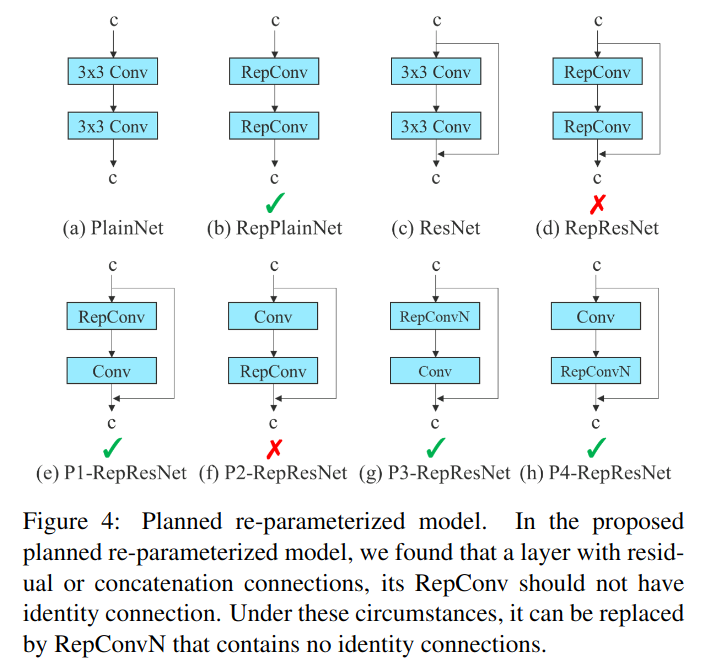 c c c c
3x3 Conv RepConv 3x3 Conv RepConv
3x3 Conv RepConv 3x3 Conv RepConv
c c c c
(a) PlainNet (b) RepPlainNet (c) ResNet (d) RepResNet
c c c c
RepConv Conv RepConvN Conv
Conv RepConv Conv RepConvN
c c c c
(e) P1-RepResNet (f) P2-RepResNet (g) P3-RepResNet (h) P4-RepResNet
Figure 4: Planned re-parameterized model. In the proposed
planned re-parameterized model, we found that a layer with resid-
ual or concatenation connections, its RepConv should not have
identity connection. Under these circumstances, it can be replaced
by RepConvN that contains no identity connections.